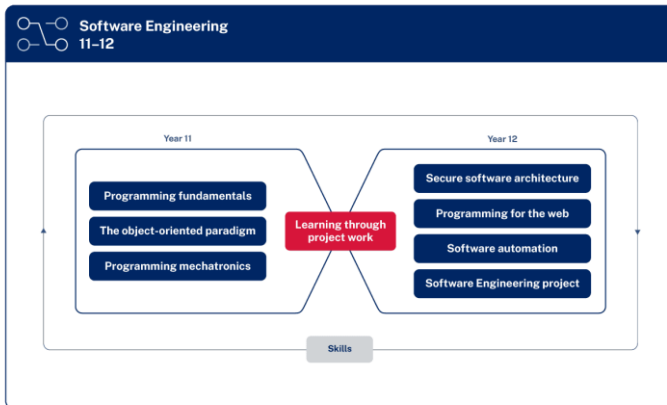 Software Engineering
11–12
Year 11
Programming fundamentals
The object-oriented paradigm
Programming mechatronics
Learning through
project work
Year 12
Secure software architecture
Programming for the web
Software automation
Software Engineering project
Skills